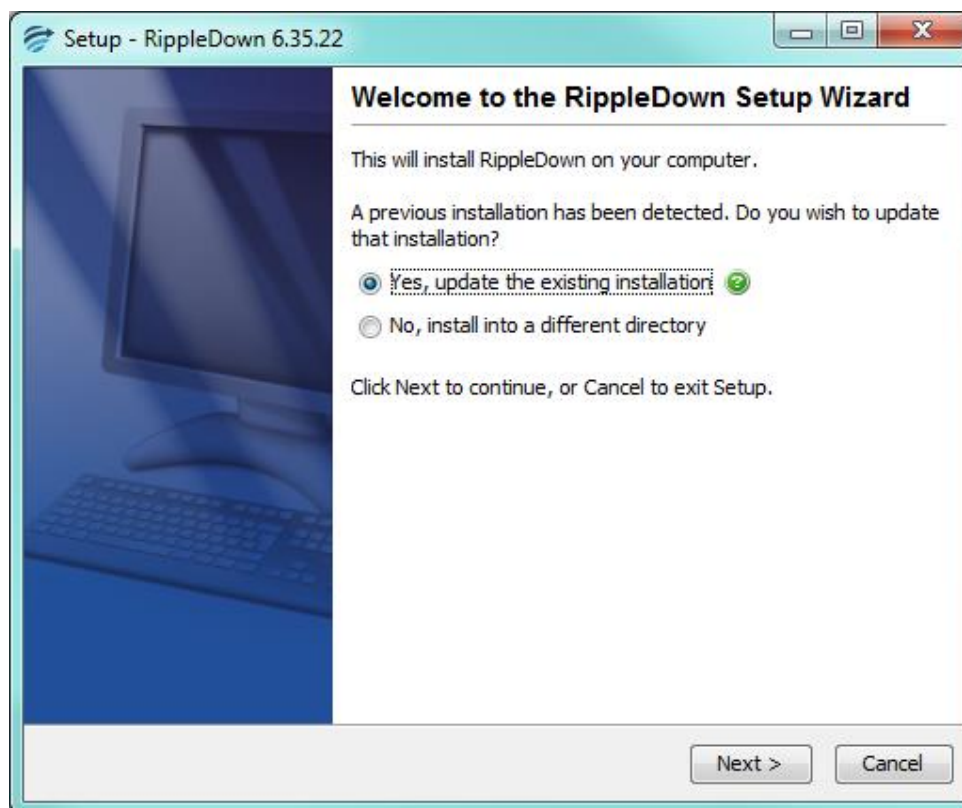 Setup - RippleDown 6.35.22
Welcome to the RippleDown Setup Wizard
This will install RippleDown on your computer.
A previous installation has been detected. Do you wish to update
that installation?
Yes, update the existing installation
No, install into a different directory
Click Next to continue, or Cancel to exit Setup.
Next >
Cancel